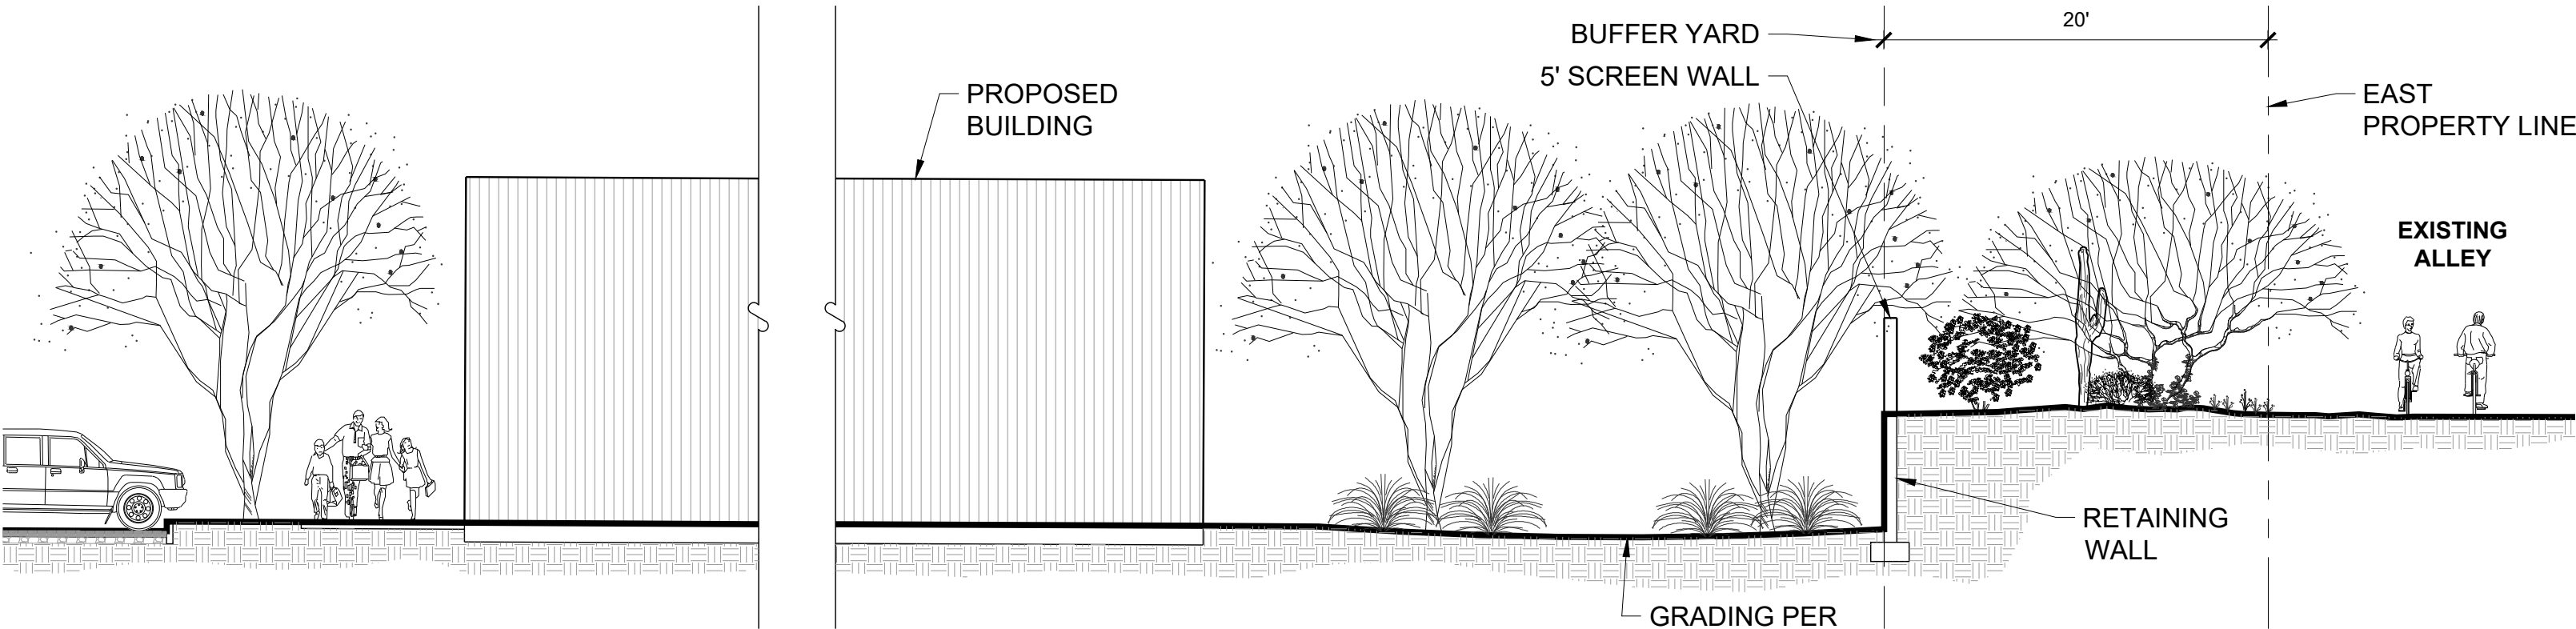 BUFFER YARD
20'
5' SCREEN WALL
PROPOSED
BUILDING
EAST
PROPERTY LINE
EXISTING
ALLEY
RETAINING
WALL
GRADING PER